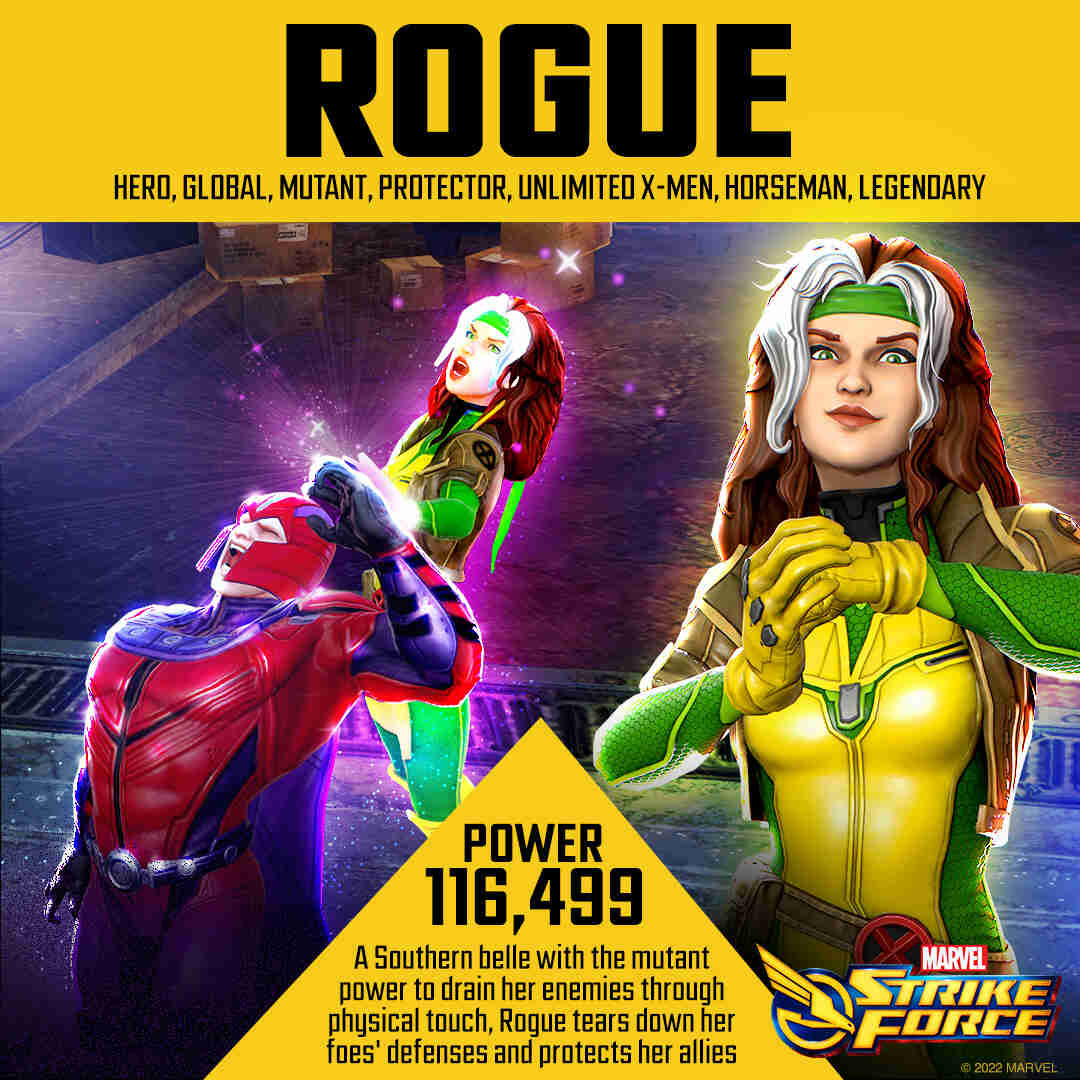 ROGUE
HERO, GLOBAL, MUTANT, PROTECTOR, UNLIMITED X-MEN, HORSEMAN, LEGENDARY
POWER
116,499
A Southern belle with the mutant
power to drain her enemies through
physical touch, Rogue tears down her
foes' defenses and protects her allies
MARVEL
STRIKE
FORCE
© 2022 MARVEL